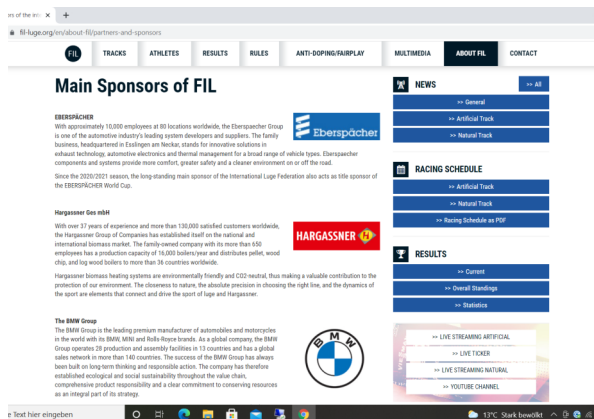 ors of the inte × +
fil-luge.org/en/about-fil/partners-and-sponsors
FIL TRACKS ATHLETES RESULTS RULES ANTI-DOPING/FAIRPLAY MULTIMEDIA ABOUT FIL CONTACT
Main Sponsors of FIL
EBERSPÄCHER
With approximately 10,000 employees at 80 locations worldwide, the Eberspaecher Group
is one of the automotive industry's leading system developers and suppliers. The family
business, headquartered in Esslingen am Neckar, stands for innovative solutions in
exhaust technology, automotive electronics and thermal management for a broad range of vehicle types. Eberspaecher
components and systems provide more comfort, greater safety and a cleaner environment on or off the road.
Eberspächer
Since the 2020/2021 season, the long-standing main sponsor of the International Luge Federation also acts as title sponsor of
the EBERSPÄCHER World Cup.
Hargassner Ges mbH
With over 37 years of experience and more than 130,000 satisfied customers worldwide,
the Hargassner Group of Companies has established itself on the national and
international biomass market. The family-owned company with its more than 650
employees has a production capacity of 16,000 boilers/year and distributes pellet, wood
chip, and log wood boilers to more than 36 countries worldwide.
HARGASSNER
Hargassner biomass heating systems are environmentally friendly and CO2-neutral, thus making a valuable contribution to the
protection of our environment. The closeness to nature, the absolute precision in choosing the right line, and the dynamics of
the sport are elements that connect and drive the sport of luge and Hargassner.
The BMW Group
The BMW Group is the leading premium manufacturer of automobiles and motorcycles
in the world with its BMW, MINI and Rolls-Royce brands. As a global company, the BMW
Group operates 28 production and assembly facilities in 13 countries and has a global
sales network in more than 140 countries. The success of the BMW Group has always
been built on long-term thinking and responsible action. The company has therefore
established ecological and social sustainability throughout the value chain,
comprehensive product responsibility and a clear commitment to conserving resources
as an integral part of its strategy.
BMW
NEWS >> All
>> General
>> Artificial Track
>> Natural Track
RACING SCHEDULE
>> Artificial Track
>> Natural Track
>> Racing Schedule as PDF
RESULTS
>> Current
>> Overall Standings
>> Statistics
>> LIVE STREAMING ARTIFICIAL
>> LIVE TICKER
>> LIVE STREAMING NATURAL
>> YOUTUBE CHANNEL
e Text hier eingeben
13°C Stark bewölkt